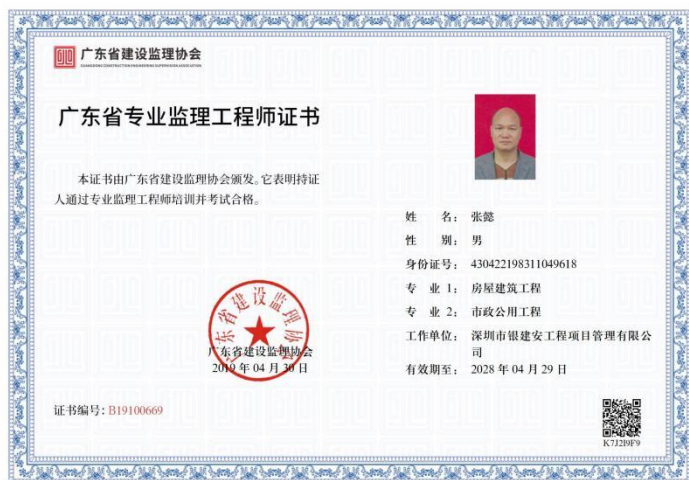 广东省建设监理协会
广东省专业监理工程师证书
本证书由广东省建设监理协会颁发。它表明持证
人通过专业监理工程师培训并考试合格。
姓 名： 张懿
性 别： 男
身份证号： 430422198311049618
专 业 1： 房屋建筑工程
专 业 2： 市政公用工程
工作单位： 深圳市银建安工程项目管理有限公
司
有效期至： 2028 年 04 月 29 日
广东省建设监理协会
广东省建设监理协会
2019 年 04 月 30 日
证书编号：B19100669
K7J2I9F9